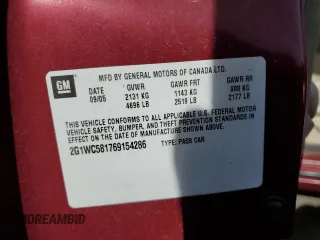 GM
MFD BY GENERAL MOTORS OF CANADA LTD.
DATE GVWR GAWR FRT GAWR RR
09/05 2131 KG 1143 KG 988 KG
4696 LB 2519 LB 2177 LB
THIS VEHICLE CONFORMS TO ALL APPLICABLE U.S. FEDERAL MOTOR
VEHICLE SAFETY, BUMPER, AND THEFT PREVENTION STANDARDS IN
EFFECT ON THE DATE OF MANUFACTURE SHOWN ABOVE.
2G1WC581769154286 TYPE: PASS CAR
DREAMBID